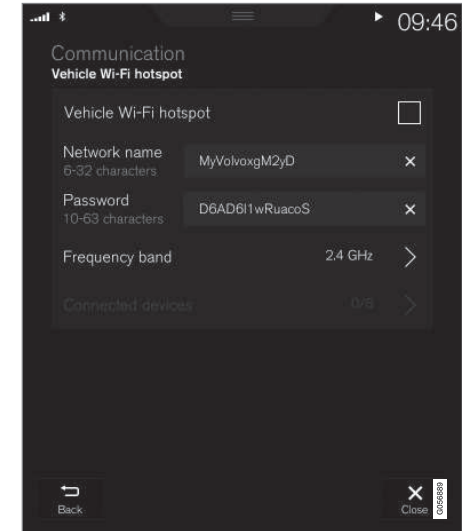 09:46
Communication
Vehicle Wi-Fi hotspot
Vehicle Wi-Fi hotspot
Network name
6-32 characters
MyVolvoxgM2yD
Password
10-63 characters
D6AD6l1wRuacoS
Frequency band
2.4 GHz
Connected devices
0/8
Back
Close
G056889